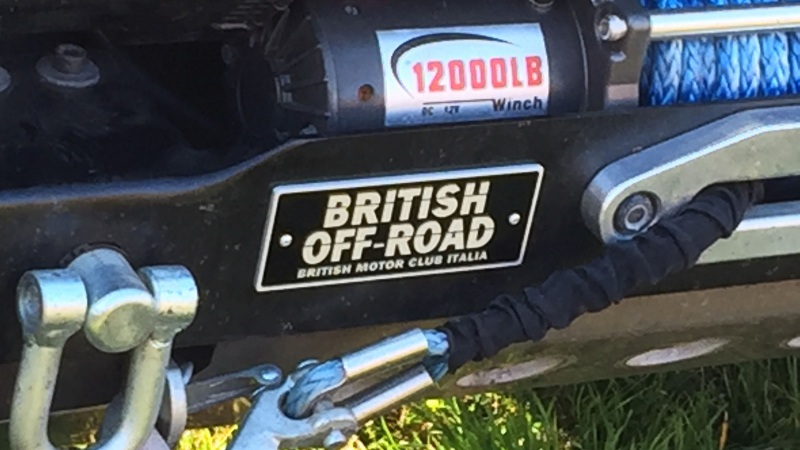 12000LB
DC 12V Winch
BRITISH
OFF-ROAD
BRITISH MOTOR CLUB ITALIA